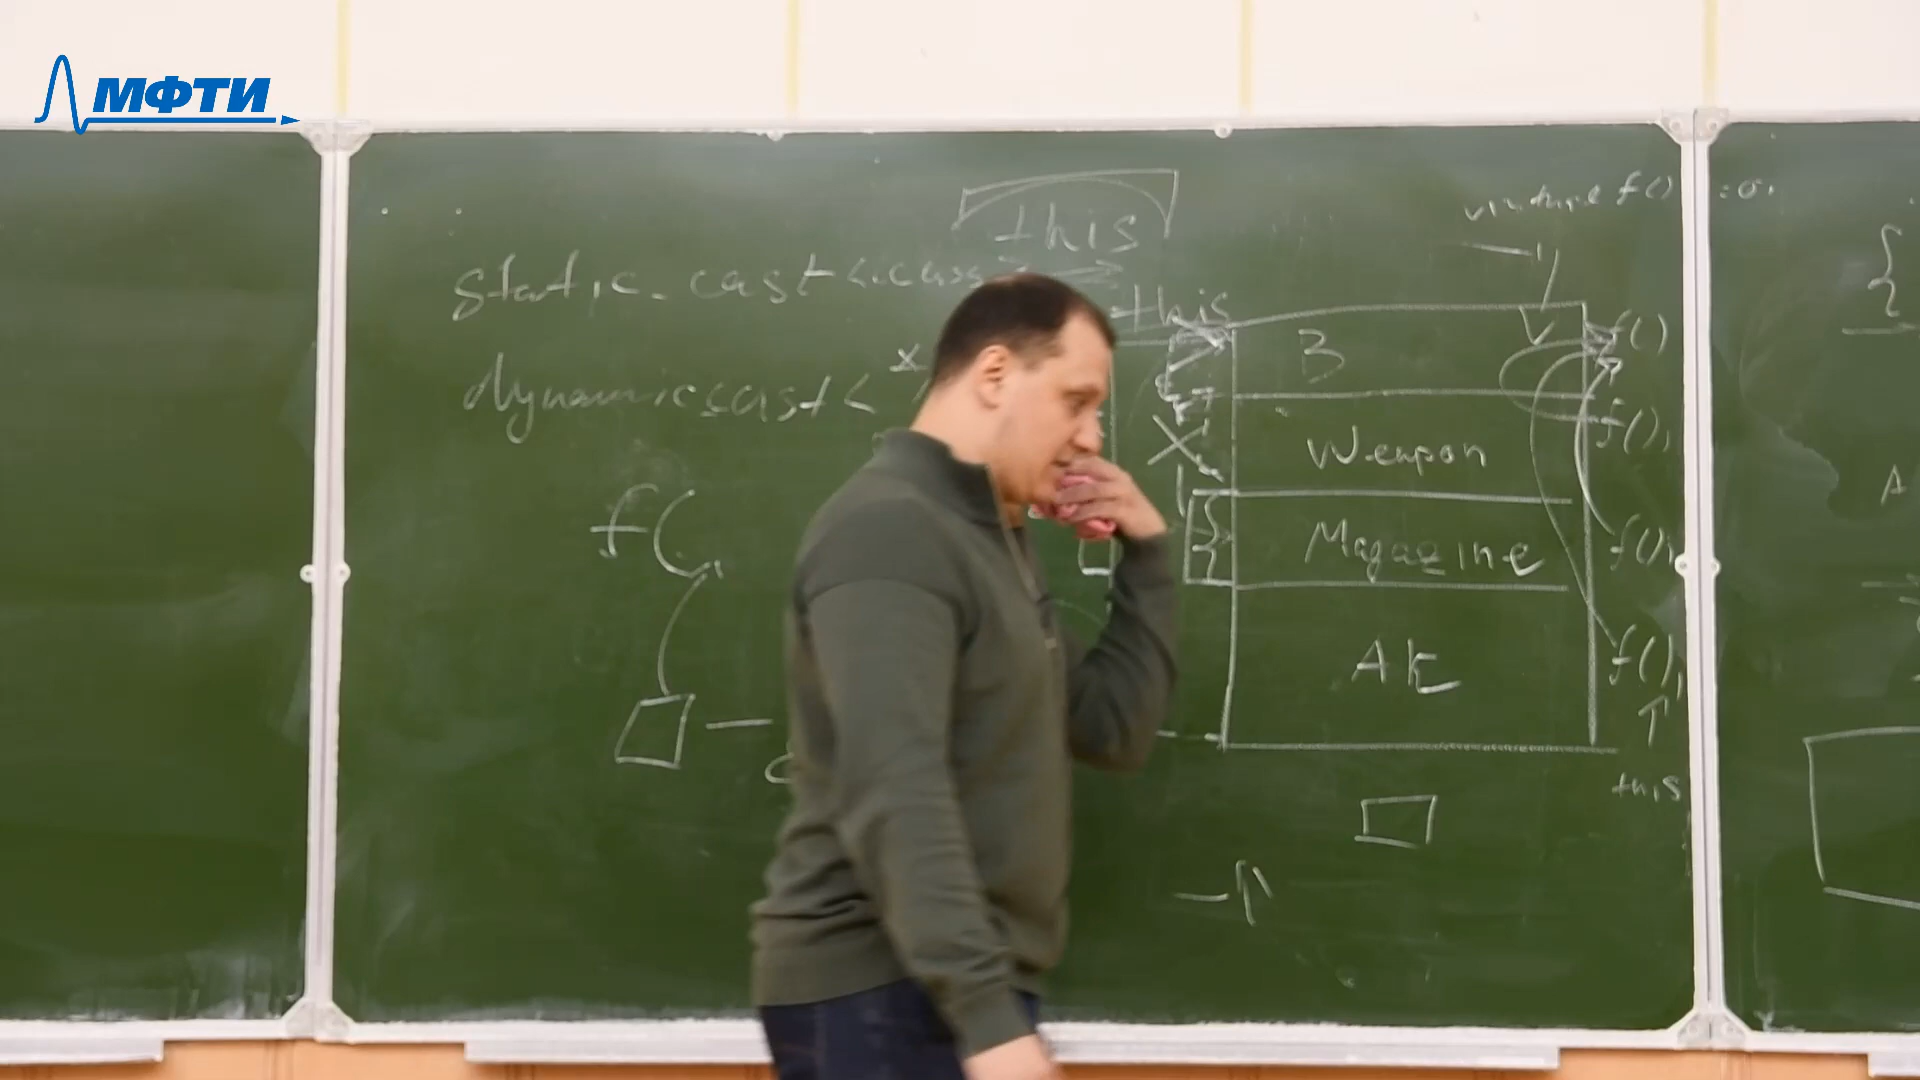 МФТИ
this
virtual f() = 0;
static_cast<class
this
B
V
f()
dynamic_cast<
*
Weapon
f();
f(
Magazine
f();
AK
f();
this